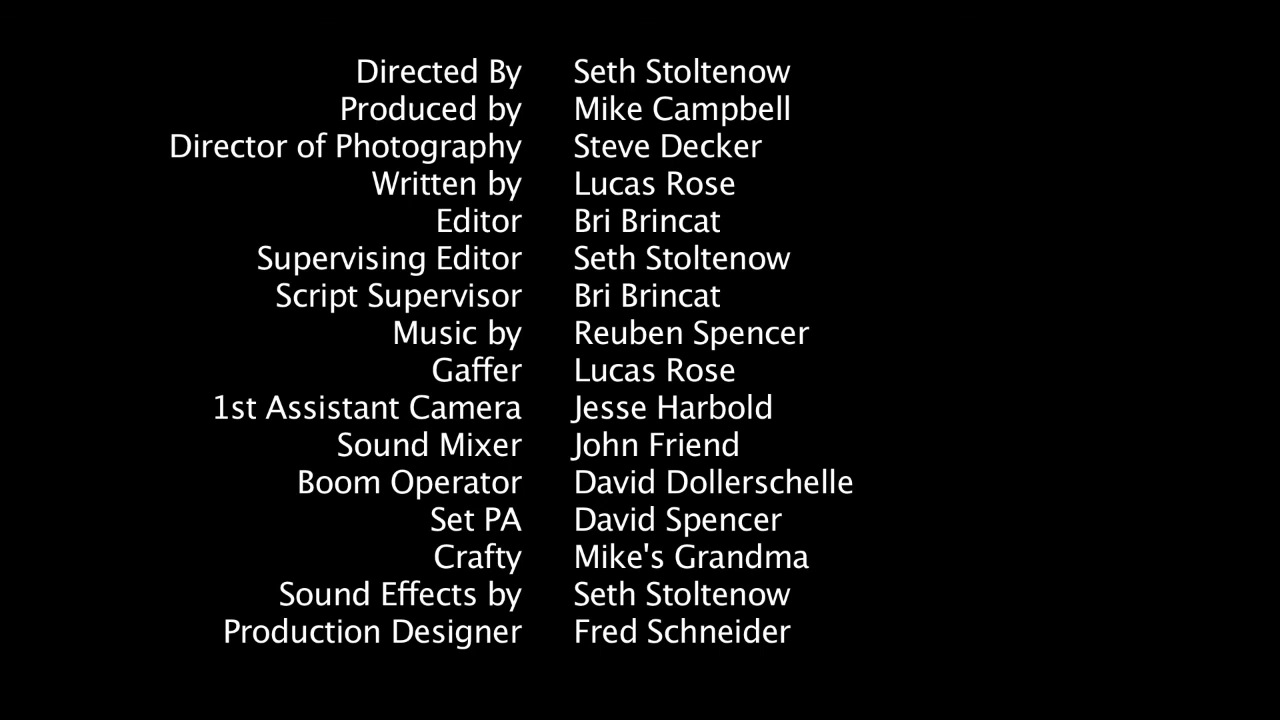 Directed By Seth Stoltenow
Produced by Mike Campbell
Director of Photography Steve Decker
Written by Lucas Rose
Editor Bri Brincat
Supervising Editor Seth Stoltenow
Script Supervisor Bri Brincat
Music by Reuben Spencer
Gaffer Lucas Rose
1st Assistant Camera Jesse Harbold
Sound Mixer John Friend
Boom Operator David Dollerschelle
Set PA David Spencer
Crafty Mike's Grandma
Sound Effects by Seth Stoltenow
Production Designer Fred Schneider